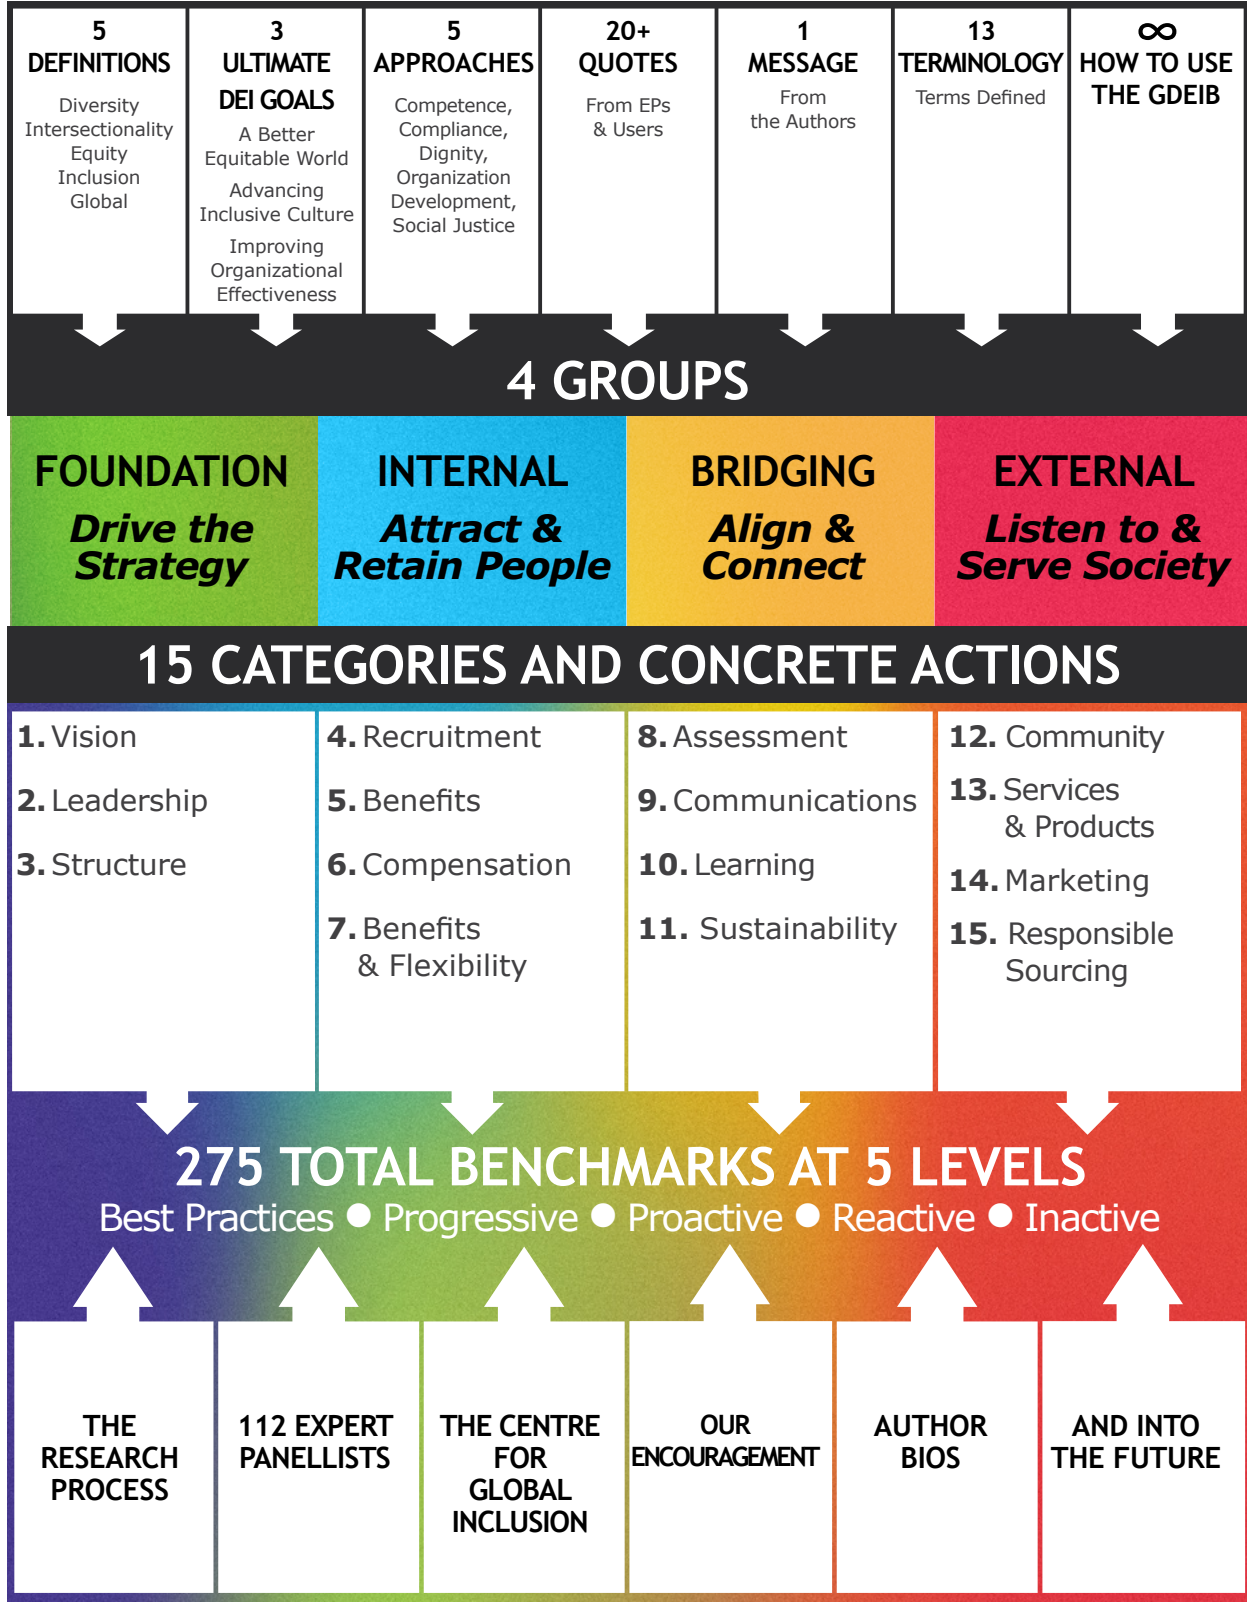 5
DEFINITIONS
Diversity
Intersectionality
Equity
Inclusion
Global
3
ULTIMATE
DEI GOALS
A Better
Equitable World
Advancing
Inclusive Culture
Improving
Organizational
Effectiveness
5
APPROACHES
Competence,
Compliance,
Dignity,
Organization
Development,
Social Justice
20+
QUOTES
From EPs
& Users
1
MESSAGE
From
the Authors
13
TERMINOLOGY
Terms Defined
∞
HOW TO USE
THE GDEIB
4 GROUPS
FOUNDATION
Drive the
Strategy
INTERNAL
Attract &
Retain People
BRIDGING
Align &
Connect
EXTERNAL
Listen to &
Serve Society
15 CATEGORIES AND CONCRETE ACTIONS
1. Vision
2. Leadership
3. Structure
4. Recruitment
5. Benefits
6. Compensation
7. Benefits
& Flexibility
8. Assessment
9. Communications
10. Learning
11. Sustainability
12. Community
13. Services
& Products
14. Marketing
15. Responsible
Sourcing
275 TOTAL BENCHMARKS AT 5 LEVELS
Best Practices ● Progressive ● Proactive ● Reactive ● Inactive
THE
RESEARCH
PROCESS
112 EXPERT
PANELLISTS
THE CENTRE
FOR
GLOBAL
INCLUSION
OUR
ENCOURAGEMENT
AUTHOR
BIOS
AND INTO
THE FUTURE